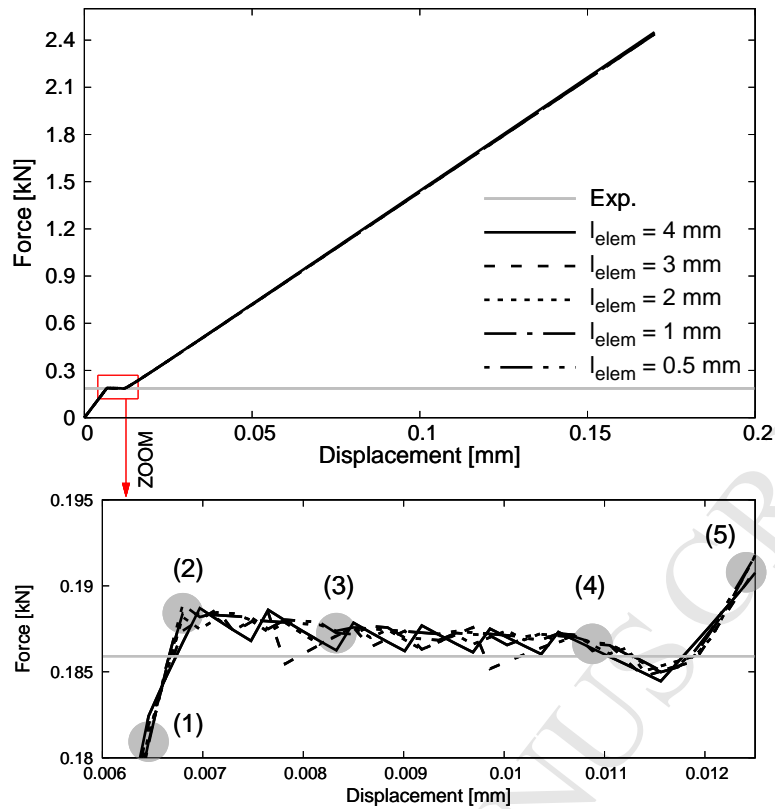 2.4
2.1
1.8
1.5
1.2
0.9
0.6
0.3
0
Force [kN]
Exp.
l_elem = 4 mm
l_elem = 3 mm
l_elem = 2 mm
l_elem = 1 mm
l_elem = 0.5 mm
0 0.05 0.1 0.15 0.2
Displacement [mm]
ZOOM
0.195
0.19
0.185
0.18
Force [kN]
(1)
(2)
(3)
(4)
(5)
0.006 0.007 0.008 0.009 0.01 0.011 0.012
Displacement [mm]
NUSCR